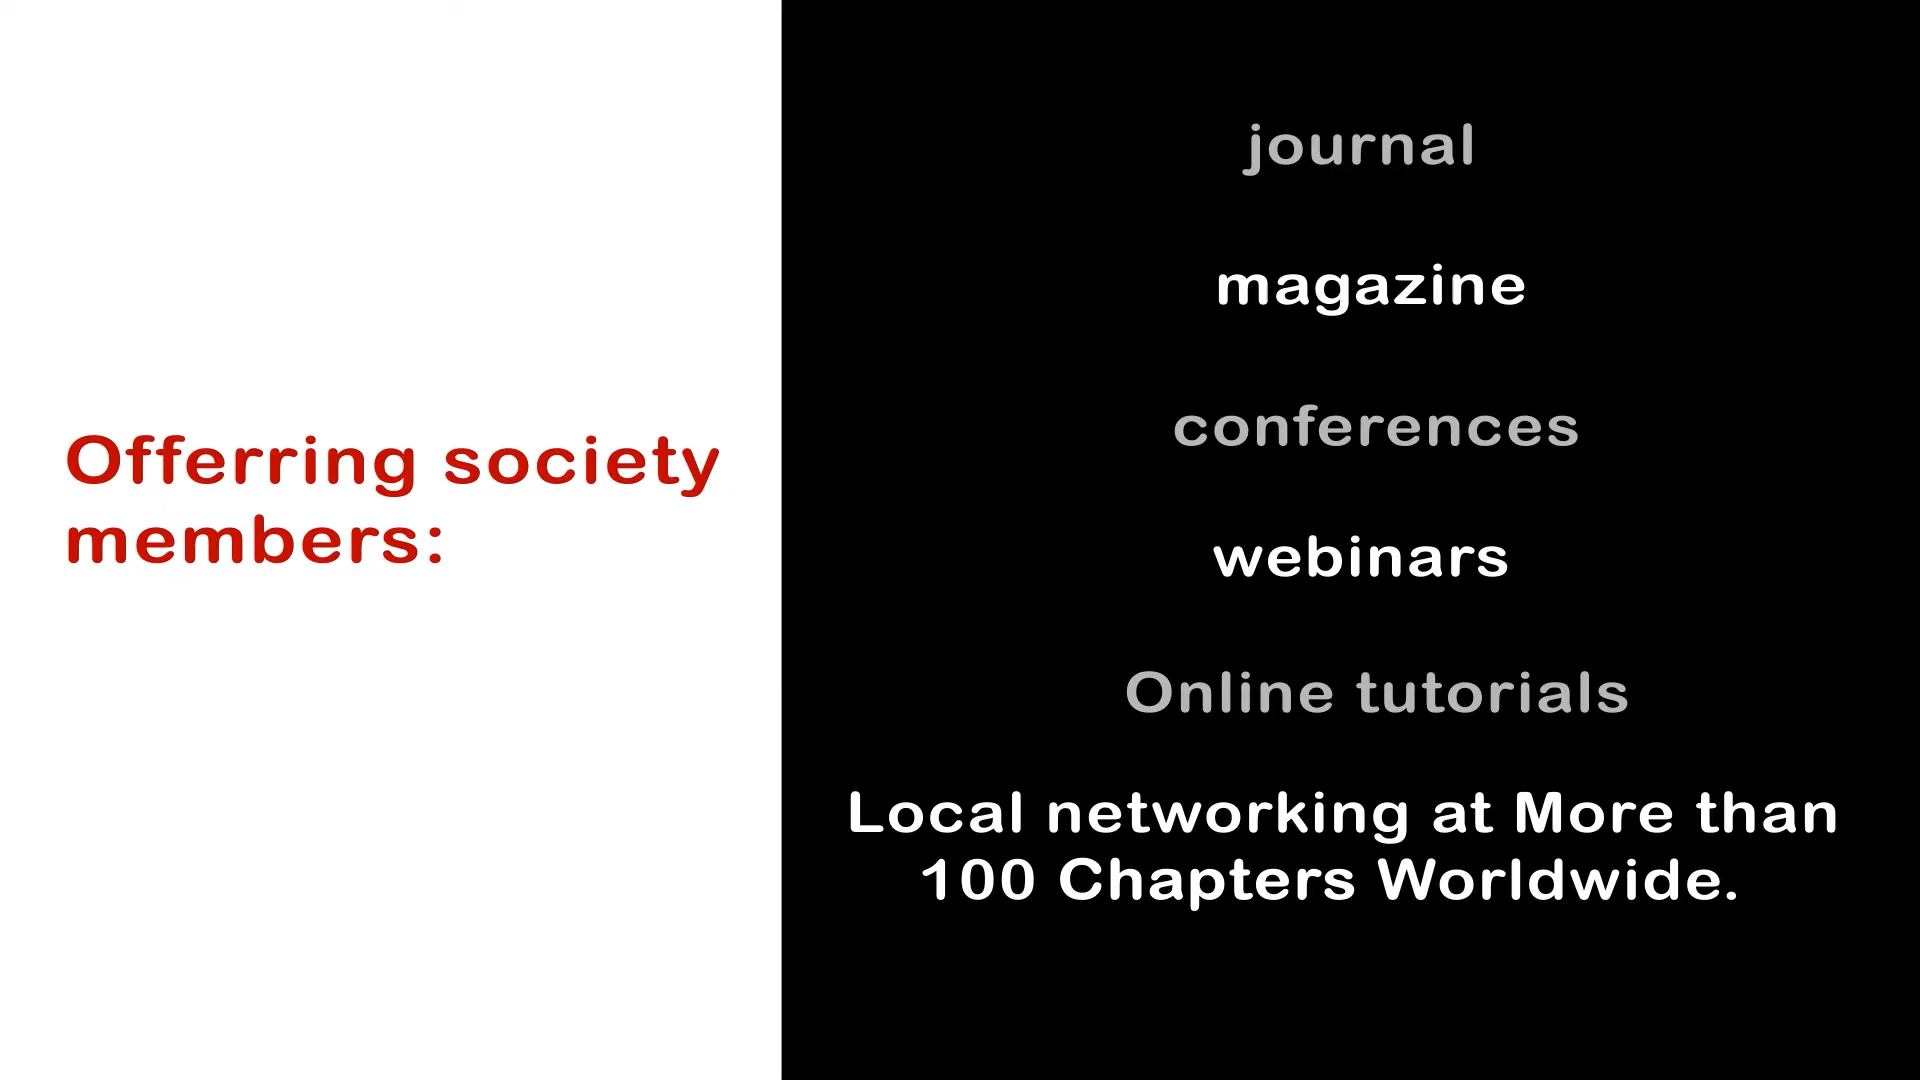 Offerring society
members:
journal
magazine
conferences
webinars
Online tutorials
Local networking at More than
100 Chapters Worldwide.